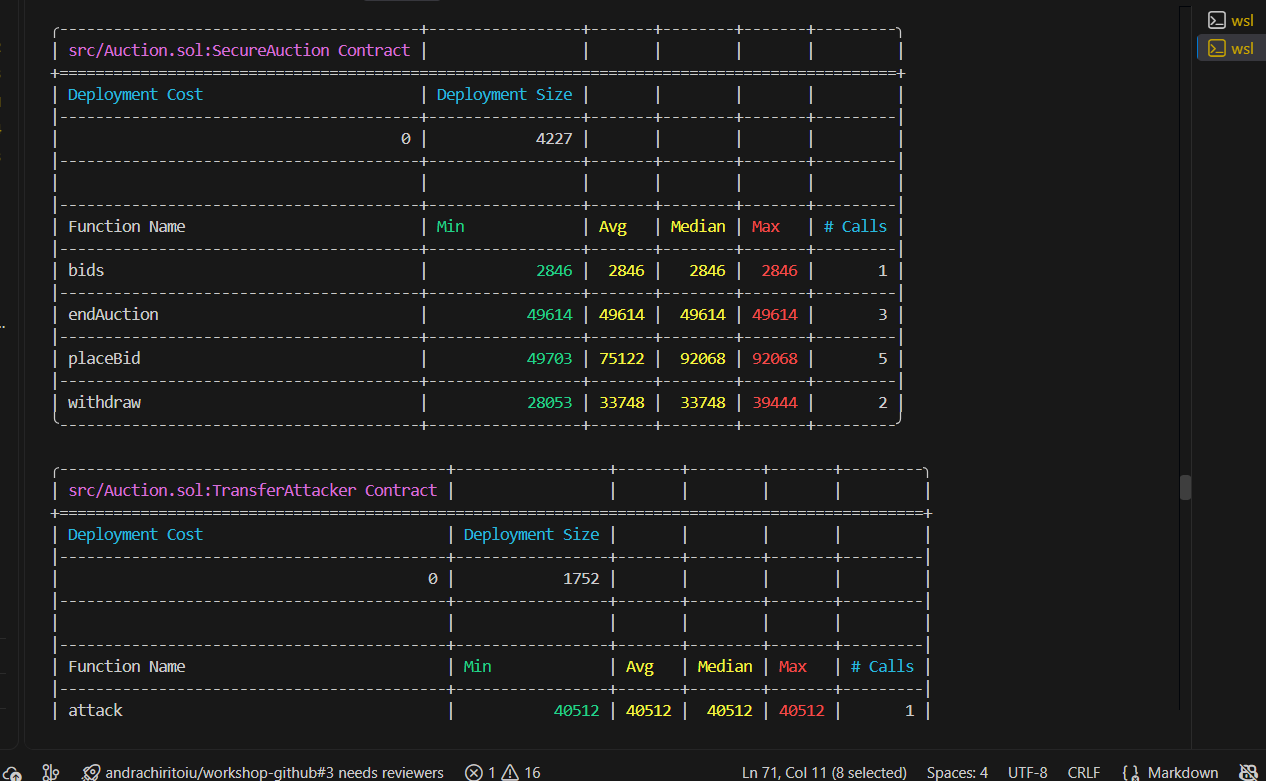 wsl
wsl
src/Auction.sol:SecureAuction Contract
Deployment Cost | Deployment Size
0 | 4227
Function Name | Min | Avg | Median | Max | # Calls
bids | 2846 | 2846 | 2846 | 2846 | 1
endAuction | 49614 | 49614 | 49614 | 49614 | 3
placeBid | 49703 | 75122 | 92068 | 92068 | 5
withdraw | 28053 | 33748 | 33748 | 39444 | 2
src/Auction.sol:TransferAttacker Contract
Deployment Cost | Deployment Size
0 | 1752
Function Name | Min | Avg | Median | Max | # Calls
attack | 40512 | 40512 | 40512 | 40512 | 1
andrachiritoiu/workshop-github#3 needs reviewers 1 16 Ln 71, Col 11 (8 selected) Spaces: 4 UTF-8 CRLF {} Markdown